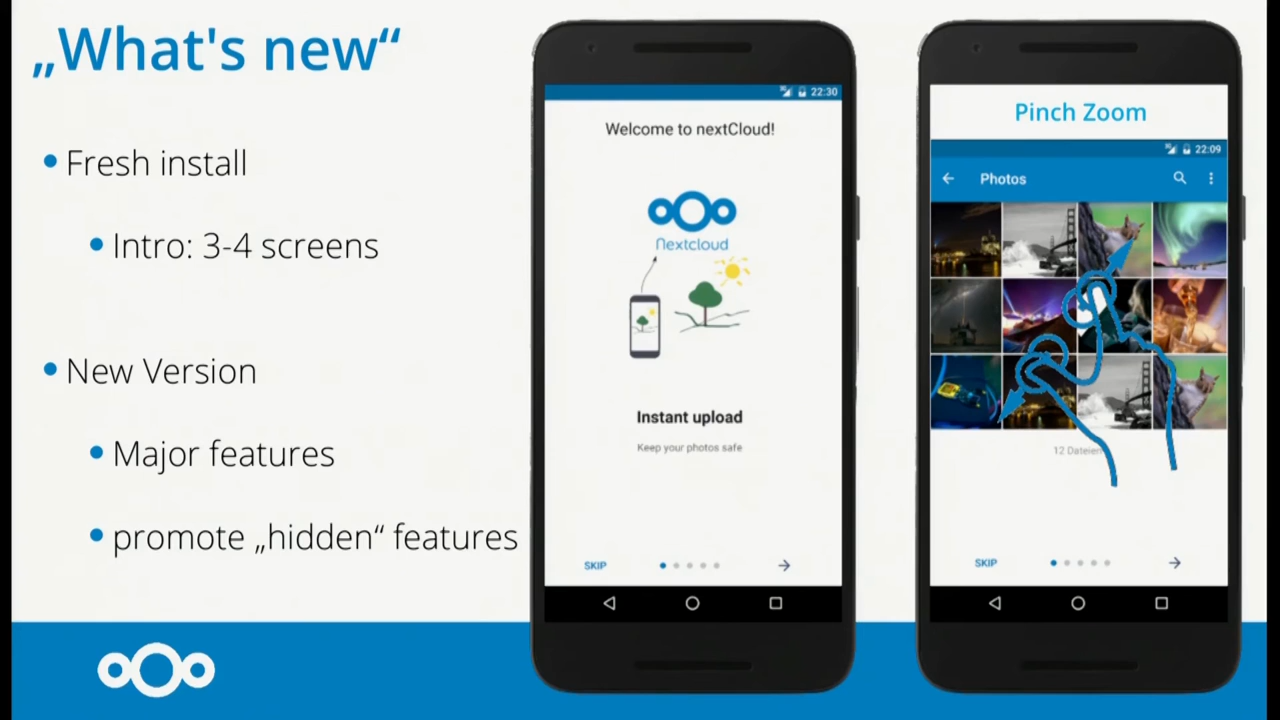 „What's new“
Fresh install
Intro: 3-4 screens
New Version
Major features
promote „hidden“ features
22:30
Welcome to nextCloud!
Nextcloud
Instant upload
Keep your photos safe
SKIP
Pinch Zoom
22:09
Photos
12 Dateien
SKIP